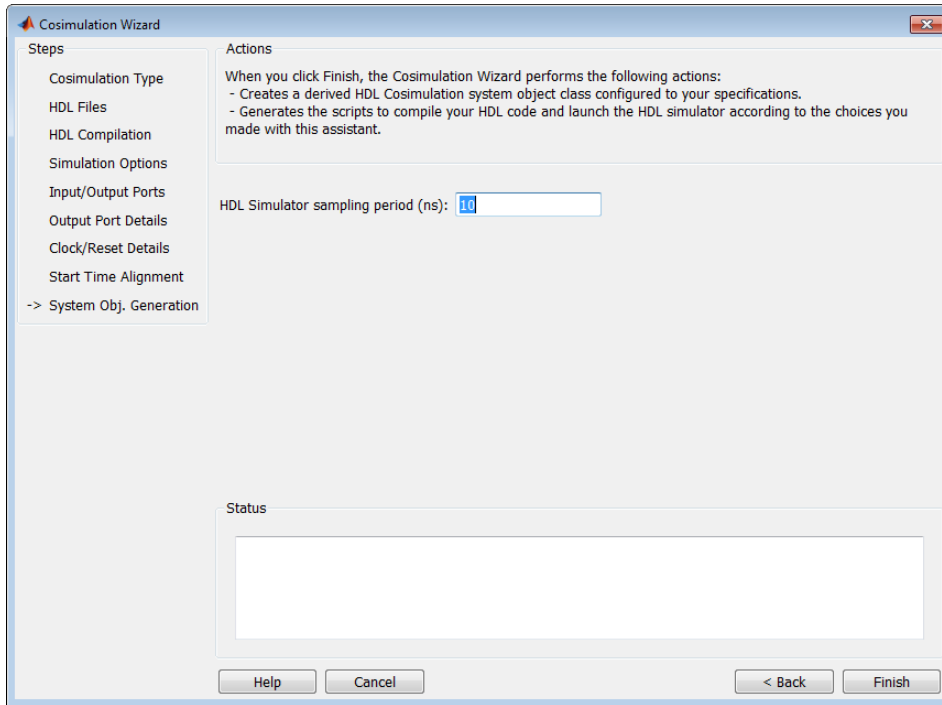 Cosimulation Wizard
Steps
Cosimulation Type
HDL Files
HDL Compilation
Simulation Options
Input/Output Ports
Output Port Details
Clock/Reset Details
Start Time Alignment
-> System Obj. Generation
Actions
When you click Finish, the Cosimulation Wizard performs the following actions:
- Creates a derived HDL Cosimulation system object class configured to your specifications.
- Generates the scripts to compile your HDL code and launch the HDL simulator according to the choices you
made with this assistant.
HDL Simulator sampling period (ns): 10
Status
Help Cancel < Back Finish